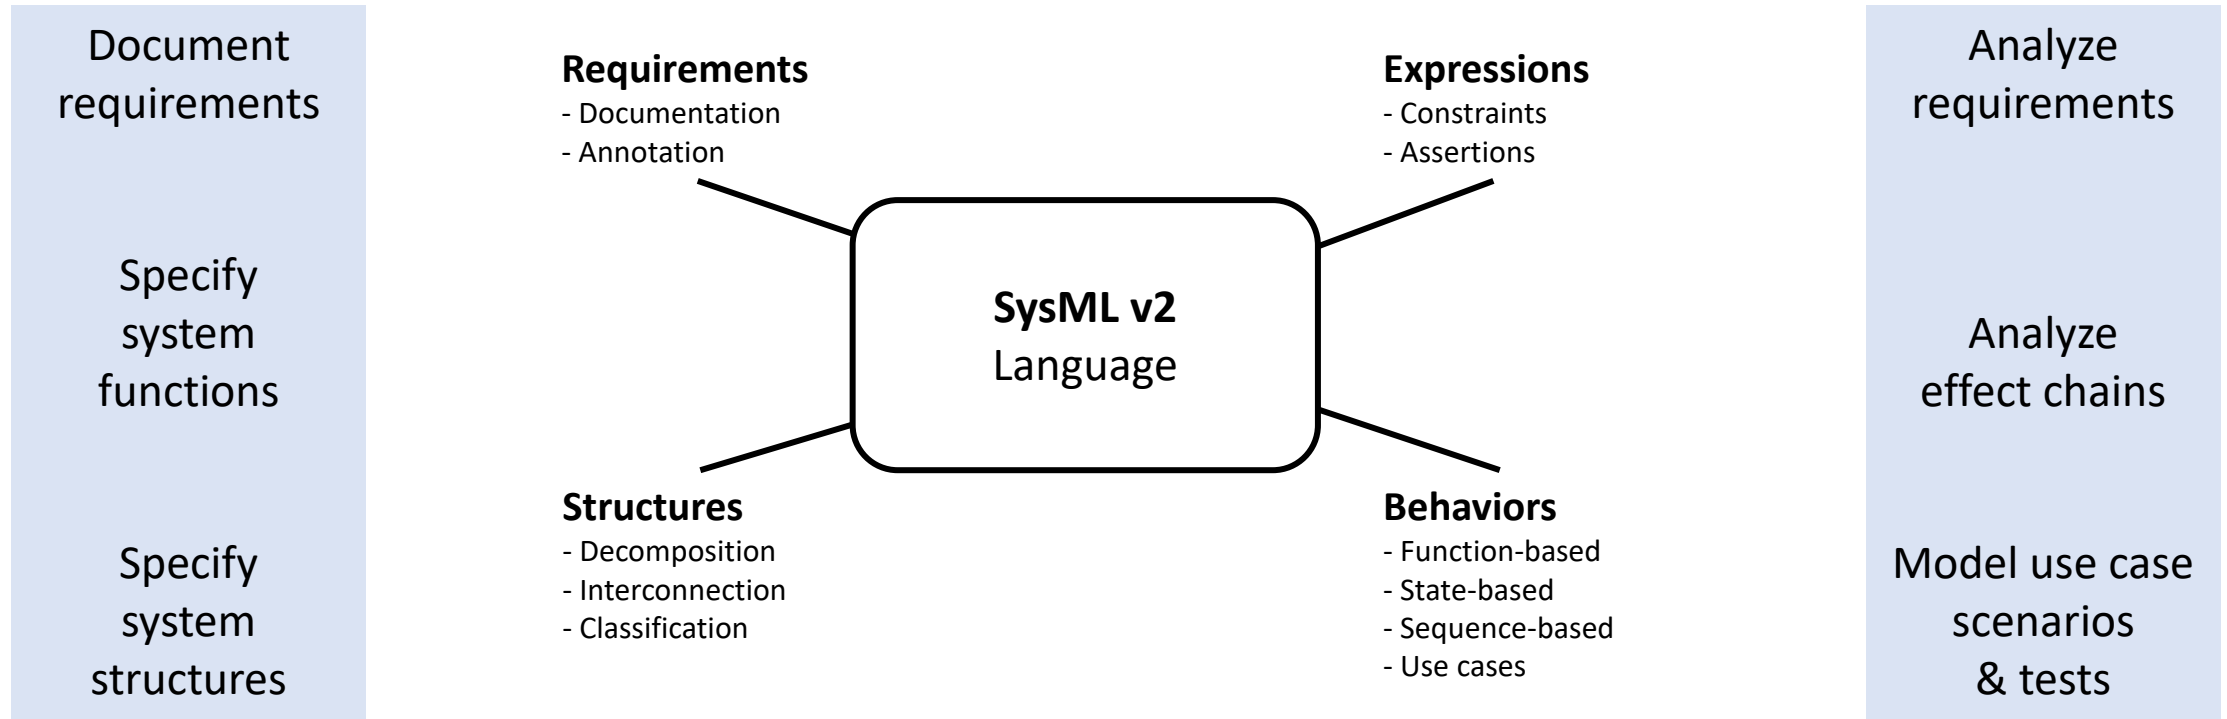 Document
requirements
Specify
system
functions
Specify
system
structures
Requirements
- Documentation
- Annotation
Structures
- Decomposition
- Interconnection
- Classification
SysML v2
Language
Expressions
- Constraints
- Assertions
Behaviors
- Function-based
- State-based
- Sequence-based
- Use cases
Analyze
requirements
Analyze
effect chains
Model use case
scenarios
& tests